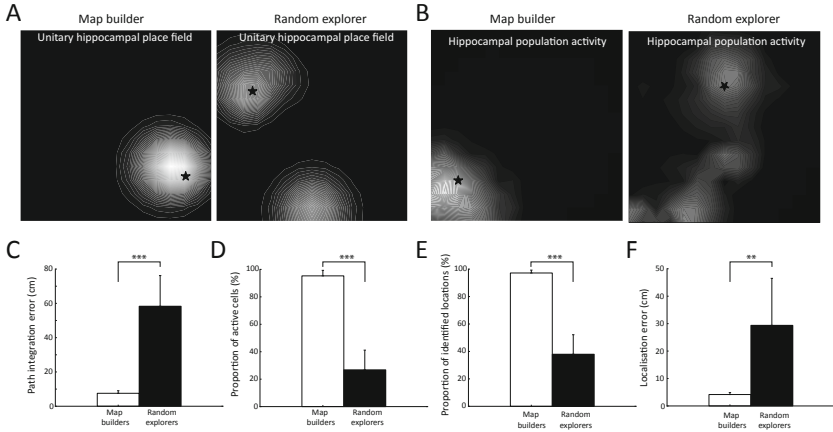 A
Map builder
Random explorer
Unitary hippocampal place field
Unitary hippocampal place field
B
Map builder
Random explorer
Hippocampal population activity
Hippocampal population activity
C
***
Path integration error (cm)
80
60
40
20
0
Map builders
Random explorers
D
***
Proportion of active cells (%)
100
80
60
40
20
0
Map builders
Random explorers
E
***
Proportion of identified locations (%)
100
80
60
40
20
0
Map builders
Random explorers
F
**
Localisation error (cm)
50
40
30
20
10
0
Map builders
Random explorers